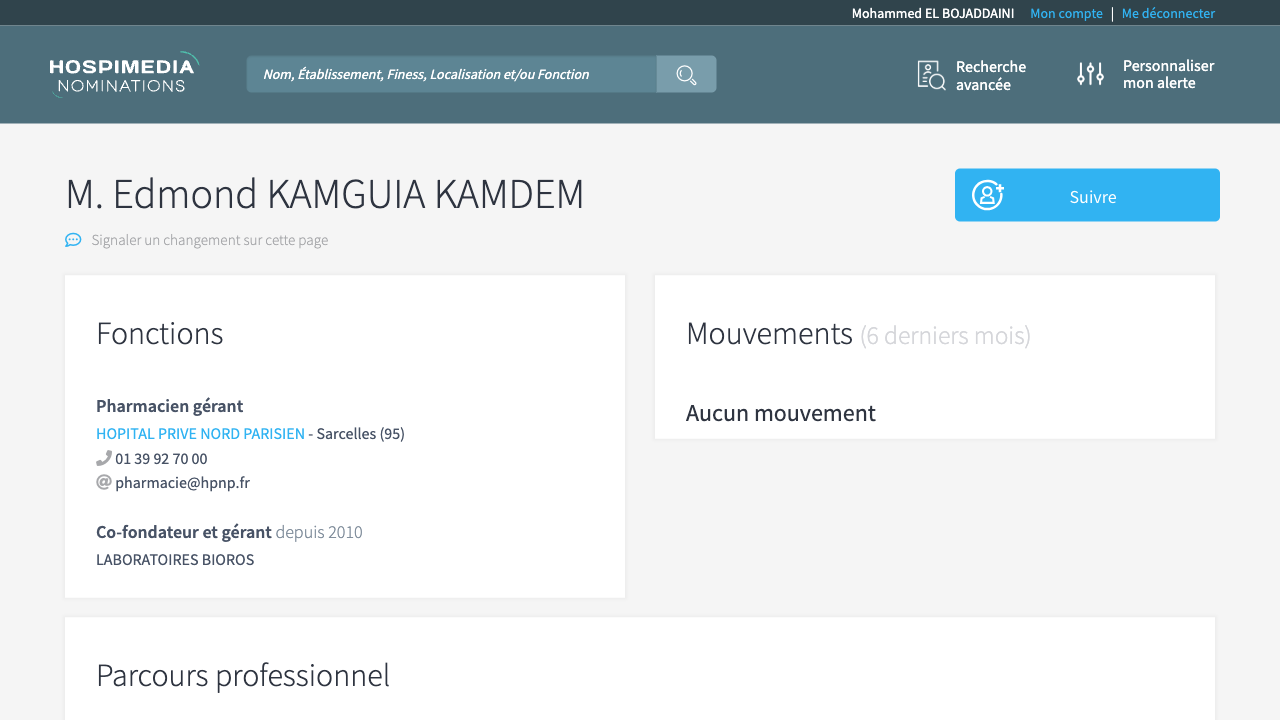 Mohammed EL BOJADDAINI Mon compte | Me déconnecter
HOSPIMEDIA
NOMINATIONS
Nom, Établissement, Finess, Localisation et/ou Fonction
Recherche
avancée
Personnaliser
mon alerte
M. Edmond KAMGUIA KAMDEM
Suivre
Signaler un changement sur cette page
Fonctions
Pharmacien gérant
HOPITAL PRIVE NORD PARISIEN - Sarcelles (95)
01 39 92 70 00
pharmacie@hpnp.fr
Co-fondateur et gérant depuis 2010
LABORATOIRES BIOROS
Mouvements (6 derniers mois)
Aucun mouvement
Parcours professionnel